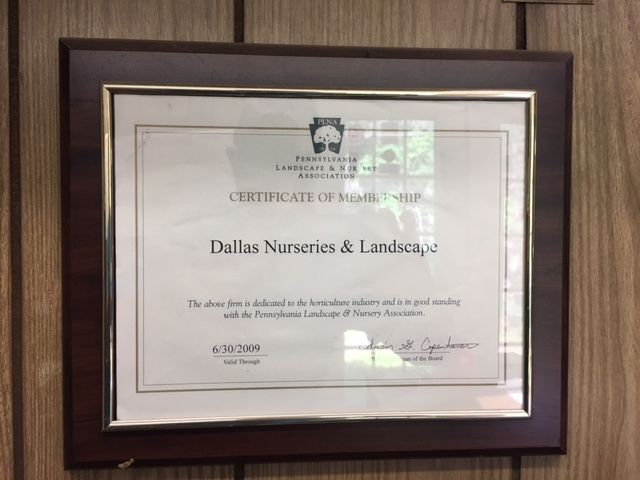 PLNA
PENNSYLVANIA
LANDSCAPE & NURSERY
ASSOCIATION
CERTIFICATE OF MEMBERSHIP
Dallas Nurseries & Landscape
The above firm is dedicated to the horticulture industry and is in good standing
with the Pennsylvania Landscape & Nursery Association.
6/30/2009
Valid Through
of the Board